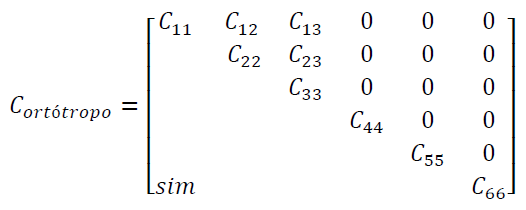 C₁₁ C₁₂ C₁₃ 0 0 0
C₂₂ C₂₃ 0 0 0
C₃₃ 0 0 0
C_ortótropo = C₄₄ 0 0
C₅₅ 0
sim C₆₆